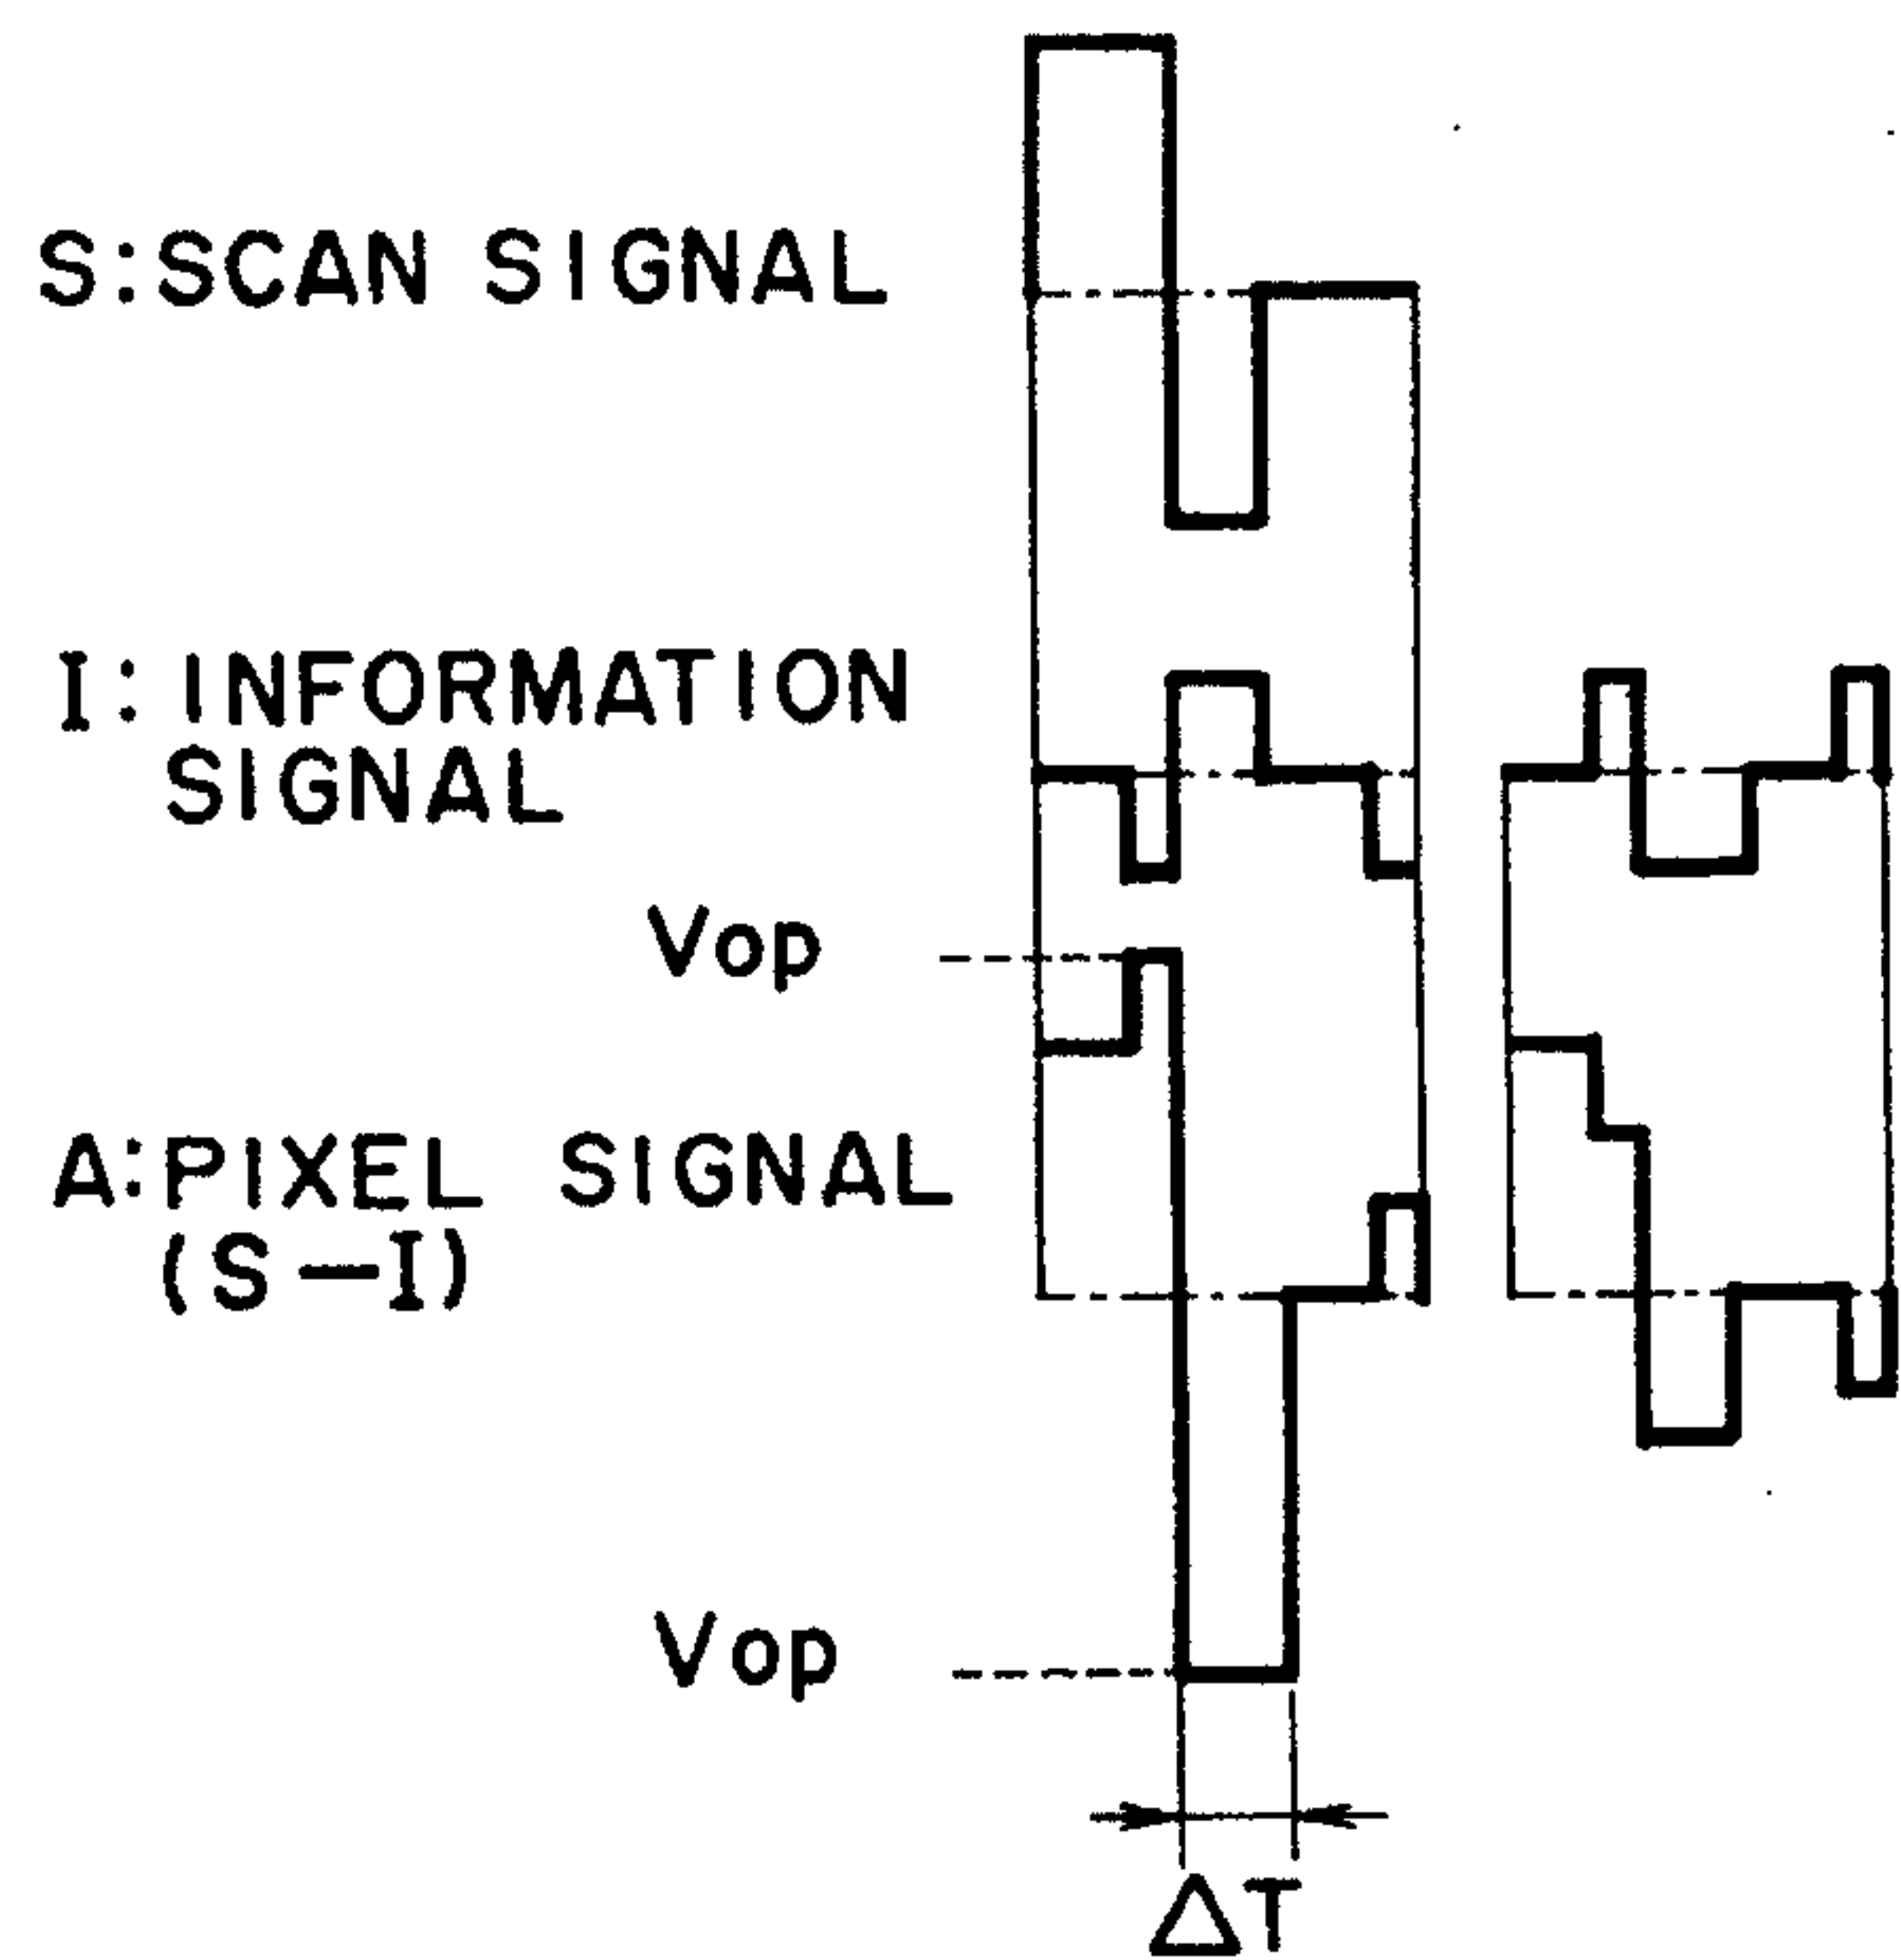 S:SCAN SIGNAL
I: INFORMATION
SIGNAL
Vop
A:PIXEL SIGNAL
(S—I)
Vop
ΔT